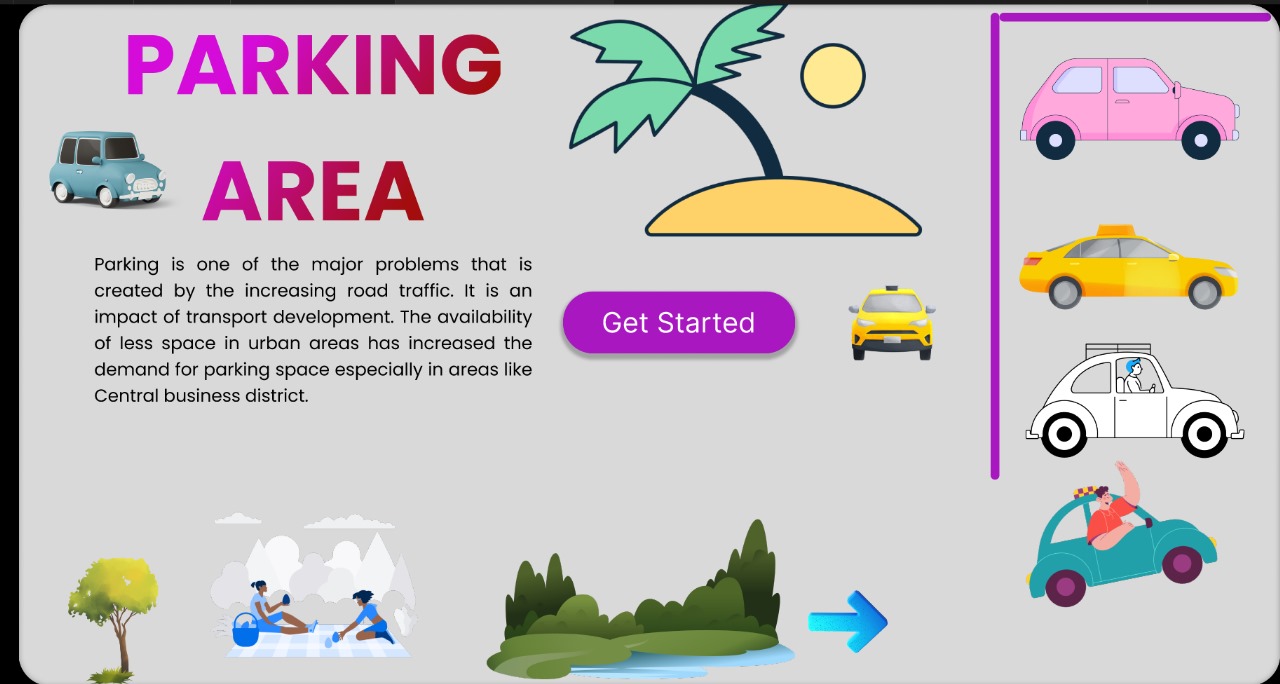 PARKING
AREA
Parking is one of the major problems that is
created by the increasing road traffic. It is an
impact of transport development. The availability
of less space in urban areas has increased the
demand for parking space especially in areas like
Central business district.
Get Started